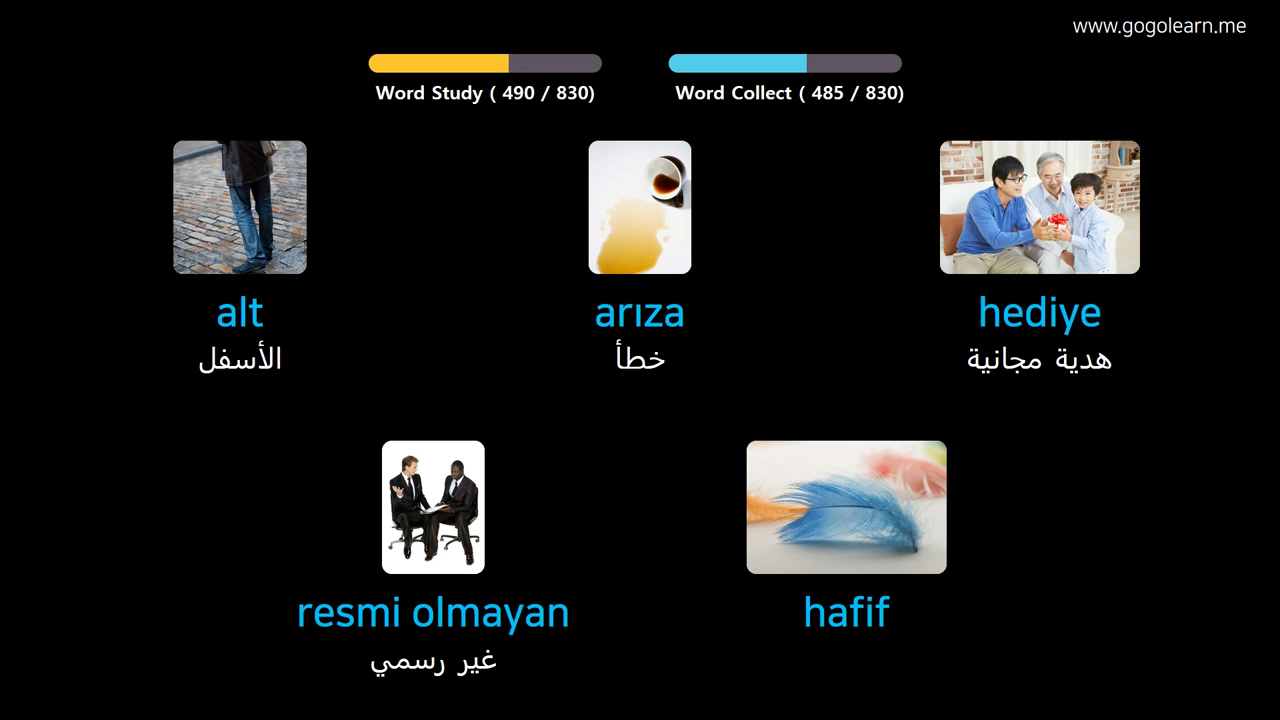 www.gogolearn.me
Word Study ( 490 / 830)
Word Collect ( 485 / 830)
alt
الأسفل
arıza
خطأ
hediye
هدية مجانية
resmi olmayan
غير رسمي
hafif